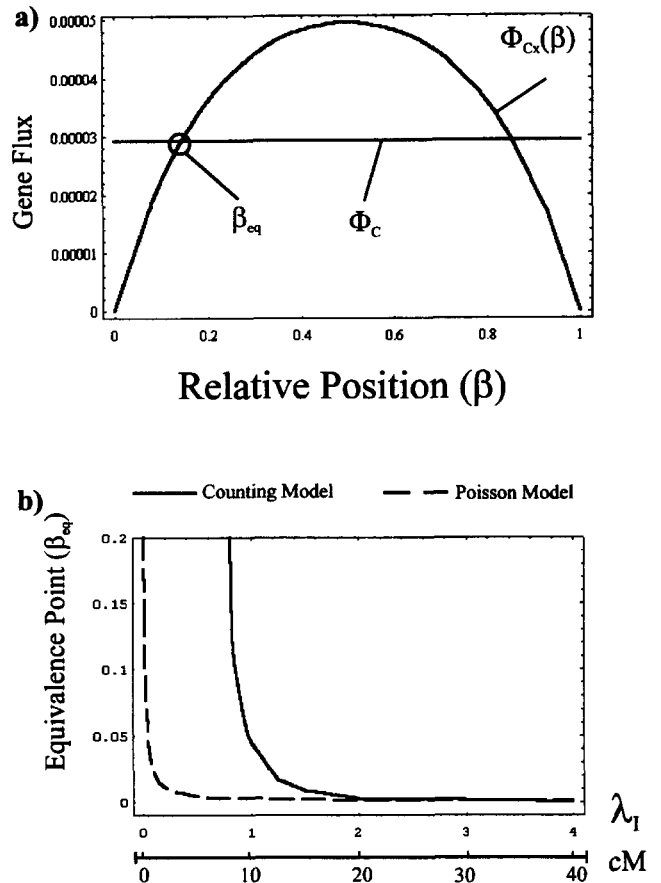 a)
0.00005
0.00004
0.00003
0.00002
0.00001
0
Gene Flux
Φ_Cx(β)
β_eq
Φ_C
0 0.2 0.4 0.6 0.8 1
Relative Position (β)
b)
Counting Model Poisson Model
0.2
0.15
0.1
0.05
0
Equivalence Point (β_eq)
0 1 2 3 4 λ_I
0 10 20 30 40 cM